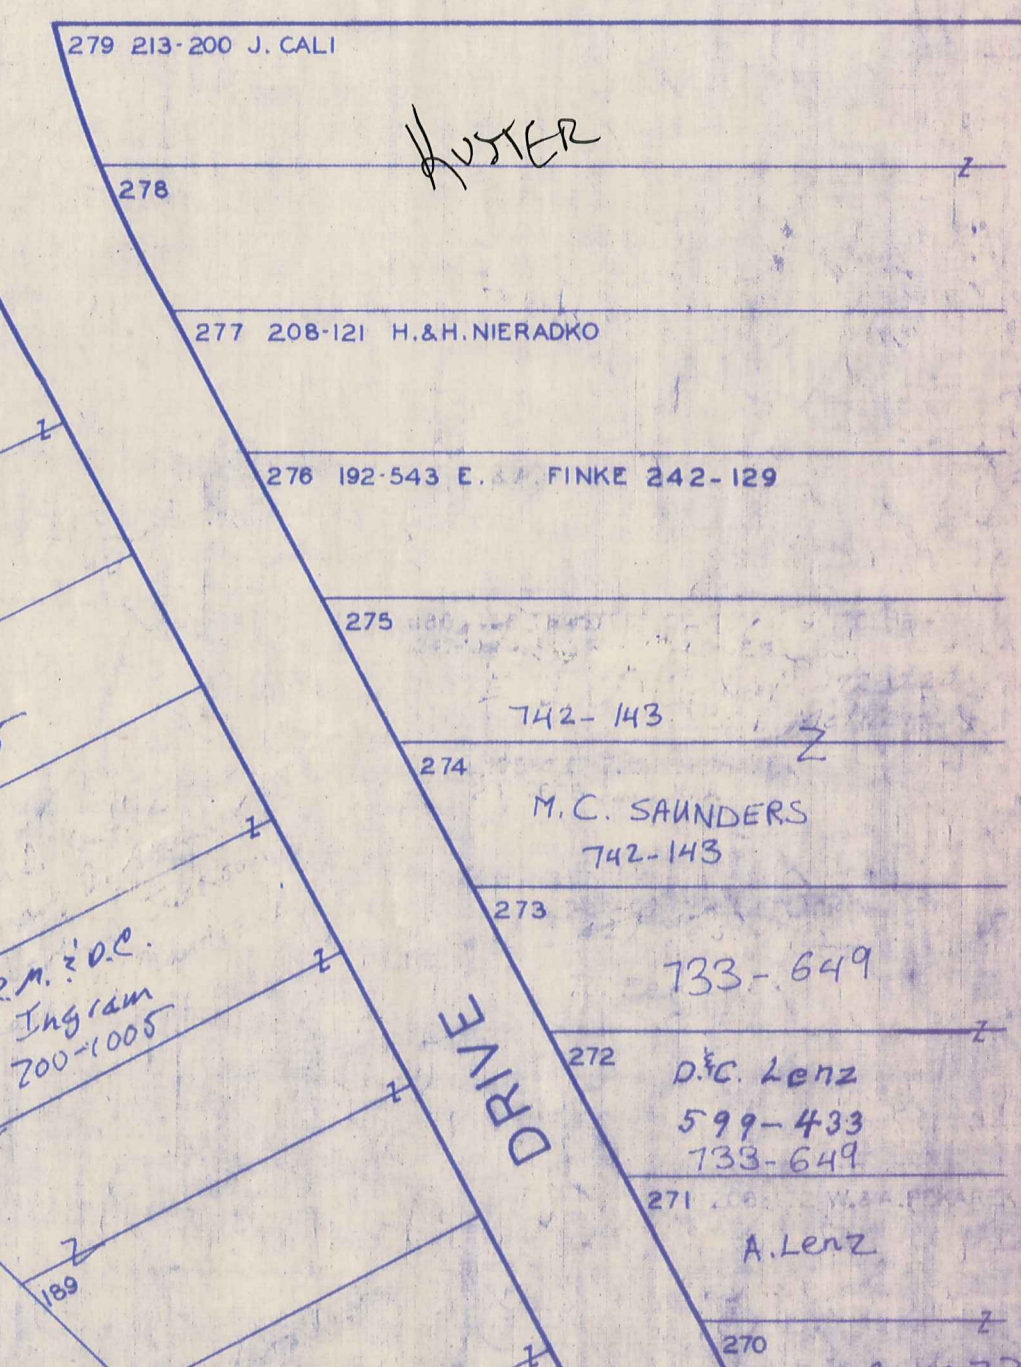 279 213-200 J. CALI
KUSTER
278
277 208-121 H.&H. NIERADKO
276 192-543 E. FINKE 242-129
275
742-143
274
M.C. SAUNDERS
742-143
273
733-649
272
D.&C. Lenz
599-433
733-649
271
A. Lenz
270
M. & D.C.
Ingram
700-1005
DRIVE
189